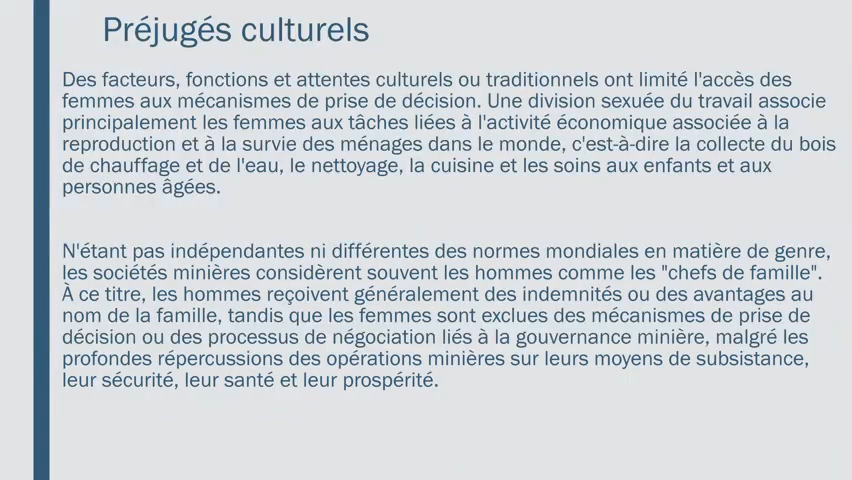 Préjugés culturels
Des facteurs, fonctions et attentes culturels ou traditionnels ont limité l'accès des
femmes aux mécanismes de prise de décision. Une division sexuée du travail associe
principalement les femmes aux tâches liées à l'activité économique associée à la
reproduction et à la survie des ménages dans le monde, c'est-à-dire la collecte du bois
de chauffage et de l'eau, le nettoyage, la cuisine et les soins aux enfants et aux
personnes âgées.
N'étant pas indépendantes ni différentes des normes mondiales en matière de genre,
les sociétés minières considèrent souvent les hommes comme les "chefs de famille".
À ce titre, les hommes reçoivent généralement des indemnités ou des avantages au
nom de la famille, tandis que les femmes sont exclues des mécanismes de prise de
décision ou des processus de négociation liés à la gouvernance minière, malgré les
profondes répercussions des opérations minières sur leurs moyens de subsistance,
leur sécurité, leur santé et leur prospérité.